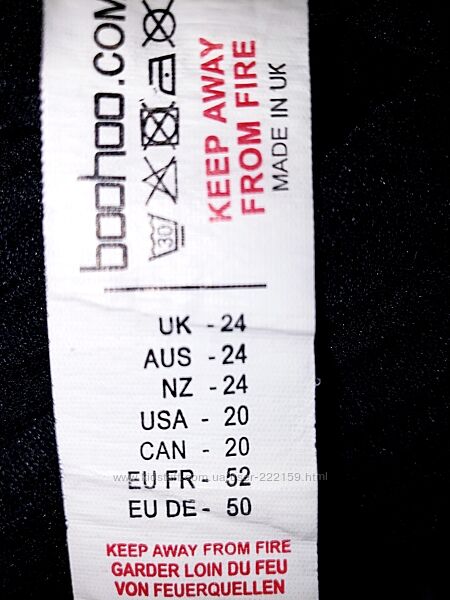 boohoo.COM
30
KEEP AWAY
FROM FIRE
MADE IN UK
UK - 24
AUS - 24
NZ - 24
USA - 20
CAN - 20
EU FR - 52
EU DE - 50
KEEP AWAY FROM FIRE
GARDER LOIN DU FEU
VON FEUERQUELLEN